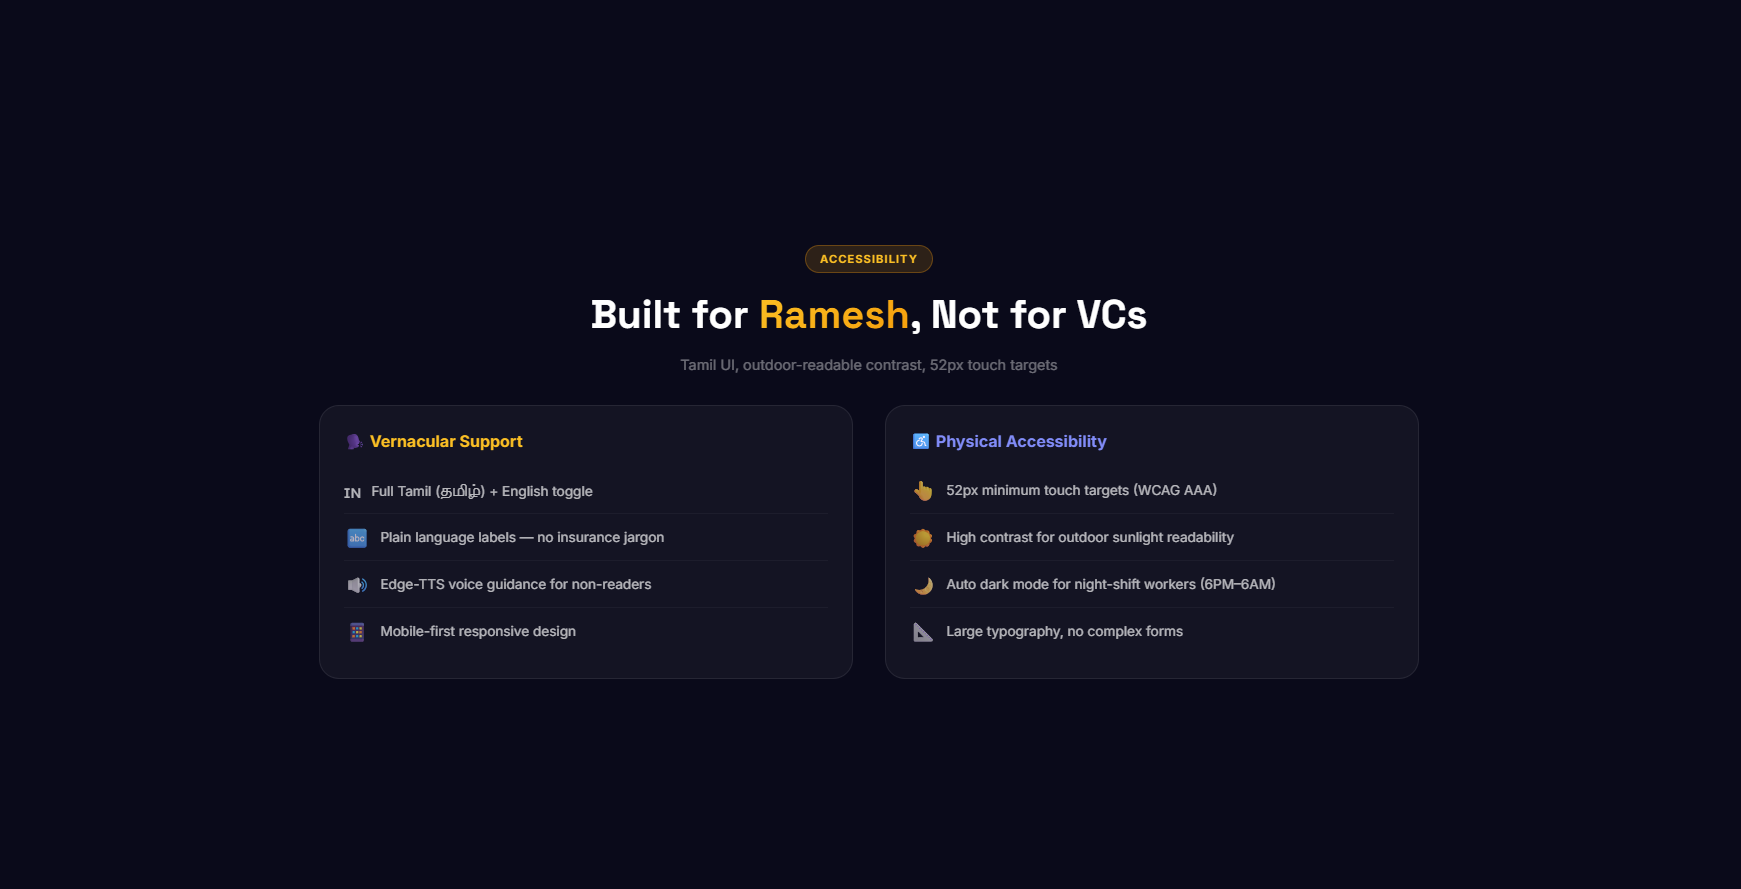 ACCESSIBILITY
Built for Ramesh, Not for VCs
Tamil UI, outdoor-readable contrast, 52px touch targets
Vernacular Support
IN Full Tamil (தமிழ்) + English toggle
abc Plain language labels — no insurance jargon
Edge-TTS voice guidance for non-readers
Mobile-first responsive design
Physical Accessibility
52px minimum touch targets (WCAG AAA)
High contrast for outdoor sunlight readability
Auto dark mode for night-shift workers (6PM–6AM)
Large typography, no complex forms